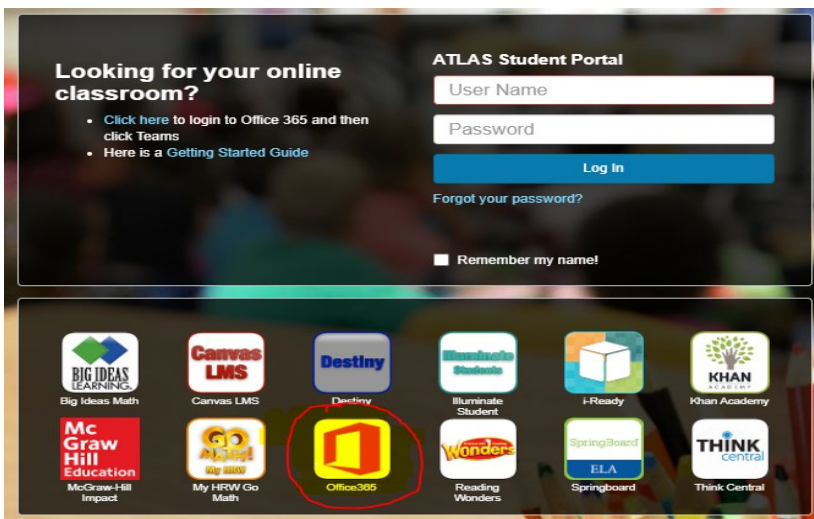 Looking for your online
classroom?
• Click here to login to Office 365 and then
click Teams
• Here is a Getting Started Guide
ATLAS Student Portal
User Name
Password
Log In
Forgot your password?
Remember my name!
BIG IDEAS
LEARNING.
Big Ideas Math
Canvas
LMS
Canvas LMS
Destiny
Destiny
Illuminate
Students
Illuminate
Student
i-Ready
KHAN
ACADEMY
Khan Academy
Mc
Graw
Hill
Education
McGraw-Hill
Impact
GO
Math!
My HRW
My HRW Go
Math
Office365
Wonders
Reading
Wonders
SpringBoard
ELA
Springboard
THINK
central
Think Central